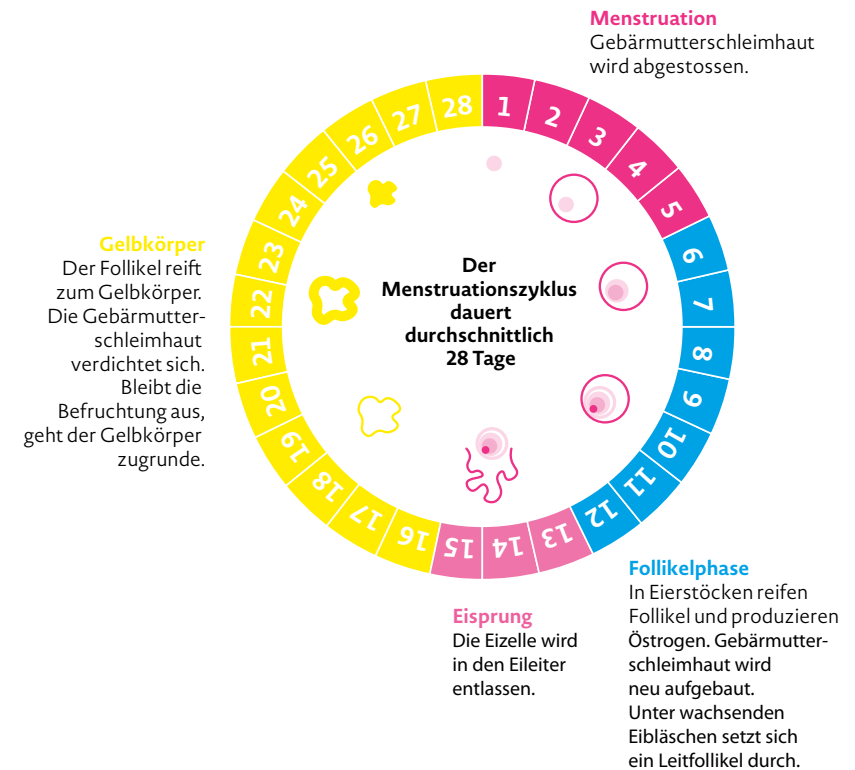 Menstruation
Gebärmutterschleimhaut
wird abgestossen.
1
2
3
4
5
6
7
8
9
10
11
12
13
14
15
16
17
18
19
20
21
22
23
24
25
26
27
28
Der
Menstruationszyklus
dauert
durchschnittlich
28 Tage
Gelbkörper
Der Follikel reift
zum Gelbkörper.
Die Gebärmutter-
schleimhaut
verdichtet sich.
Bleibt die
Befruchtung aus,
geht der Gelbkörper
zugrunde.
Eisprung
Die Eizelle wird
in den Eileiter
entlassen.
Follikelphase
In Eierstöcken reifen
Follikel und produzieren
Östrogen. Gebärmutter-
schleimhaut wird
neu aufgebaut.
Unter wachsenden
Eibläschen setzt sich
ein Leitfollikel durch.